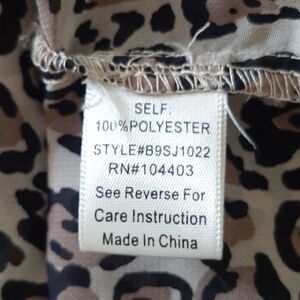 SELF:
100%POLYESTER
STYLE#B9SJ1022
RN#104403
See Reverse For
Care Instruction
Made In China